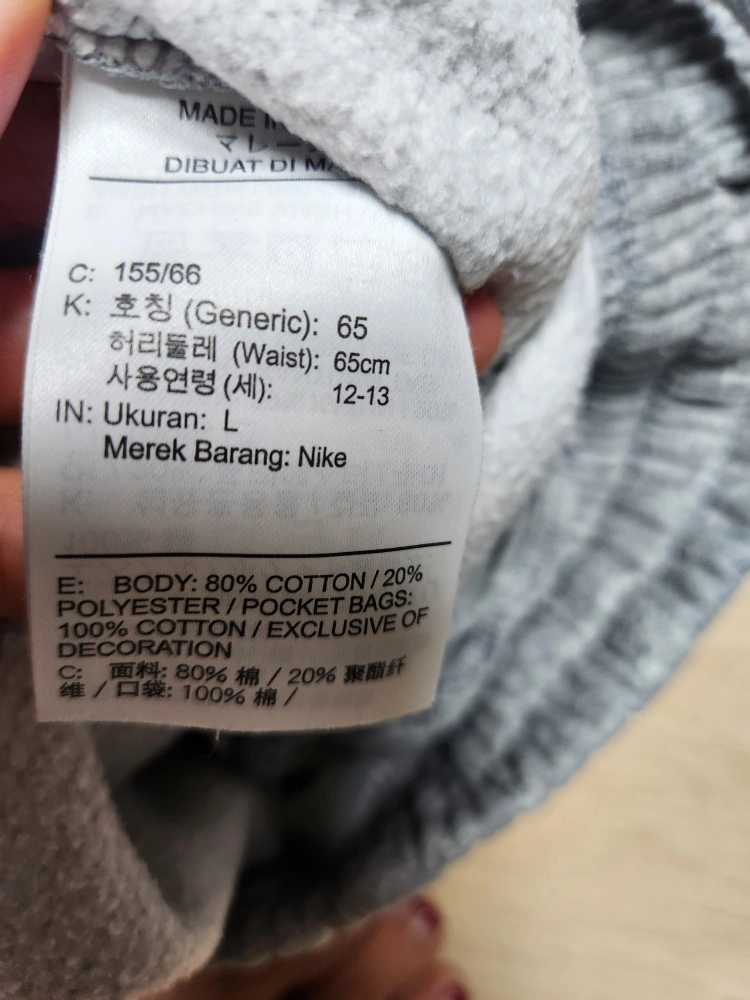 MADE IN
マレー
DIBUAT DI MA
C: 155/66
K: 호칭 (Generic): 65
허리둘레 (Waist): 65cm
사용연령 (세): 12-13
IN: Ukuran: L
Merek Barang: Nike
E: BODY: 80% COTTON / 20%
POLYESTER / POCKET BAGS:
100% COTTON / EXCLUSIVE OF
DECORATION
C: 面料: 80% 棉 / 20% 聚酯纤
维 / 口袋: 100% 棉 /